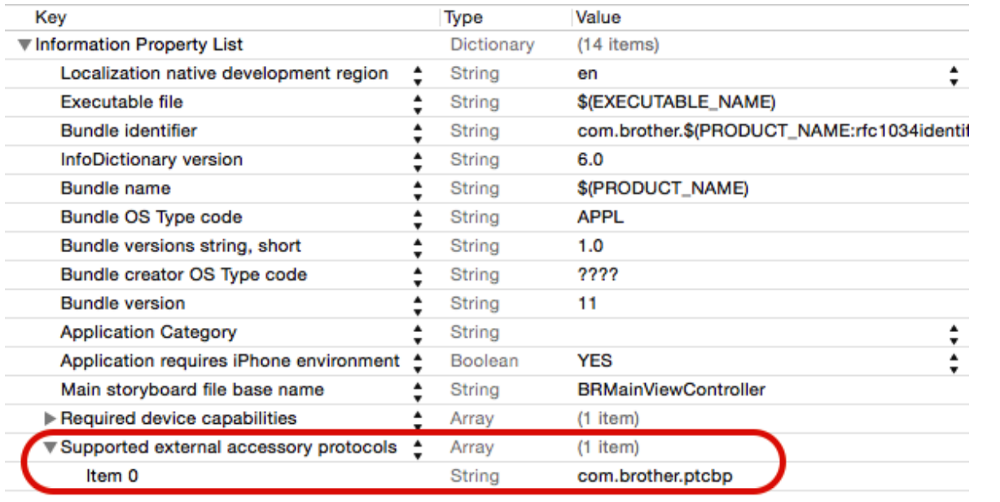 Key Type Value
Information Property List Dictionary (14 items)
Localization native development region String en
Executable file String $(EXECUTABLE_NAME)
Bundle identifier String com.brother.$(PRODUCT_NAME:rfc1034identif
InfoDictionary version String 6.0
Bundle name String $(PRODUCT_NAME)
Bundle OS Type code String APPL
Bundle versions string, short String 1.0
Bundle creator OS Type code String ????
Bundle version String 11
Application Category String
Application requires iPhone environment Boolean YES
Main storyboard file base name String BRMainViewController
Required device capabilities Array (1 item)
Supported external accessory protocols Array (1 item)
Item 0 String com.brother.ptcbp